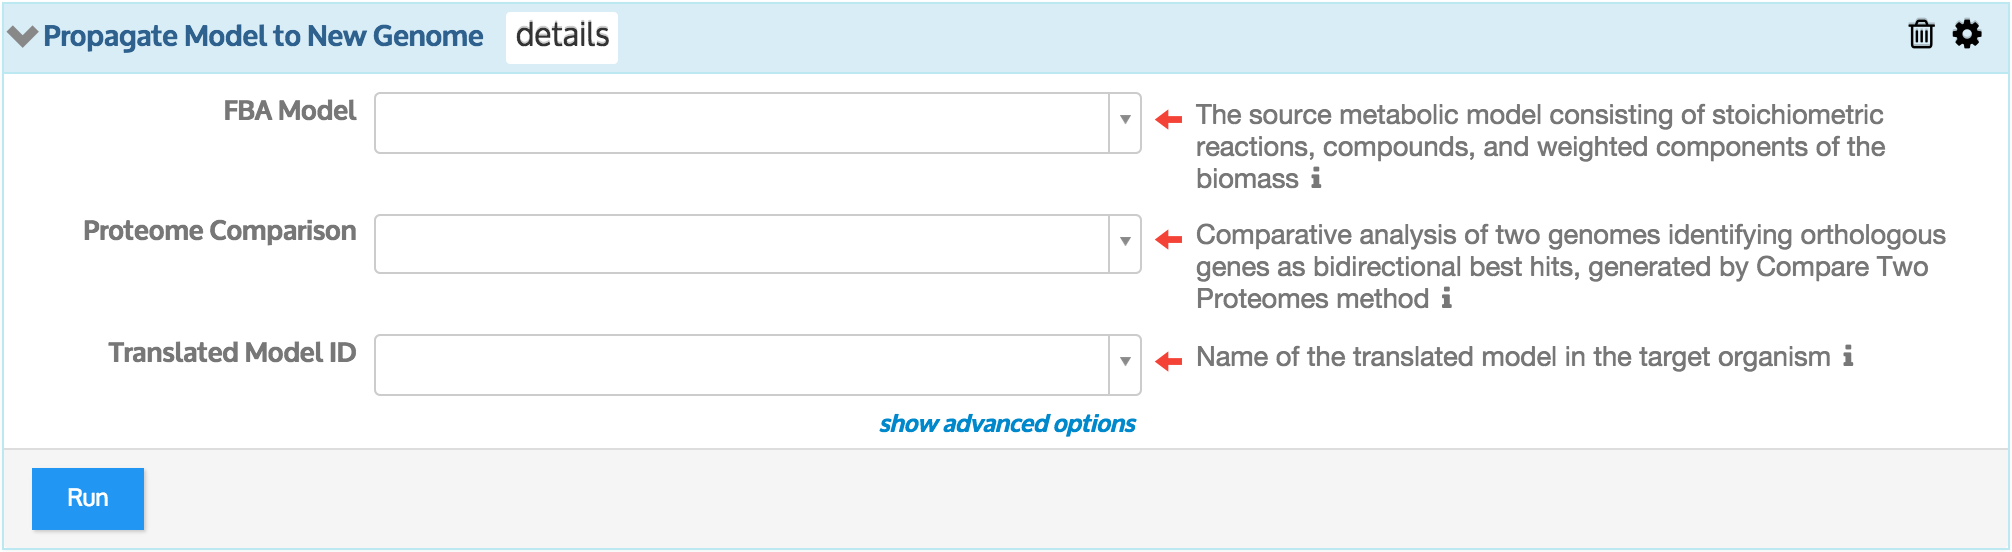 Propagate Model to New Genome details
FBA Model
The source metabolic model consisting of stoichiometric
reactions, compounds, and weighted components of the
biomass
Proteome Comparison
Comparative analysis of two genomes identifying orthologous
genes as bidirectional best hits, generated by Compare Two
Proteomes method
Translated Model ID
Name of the translated model in the target organism
show advanced options
Run